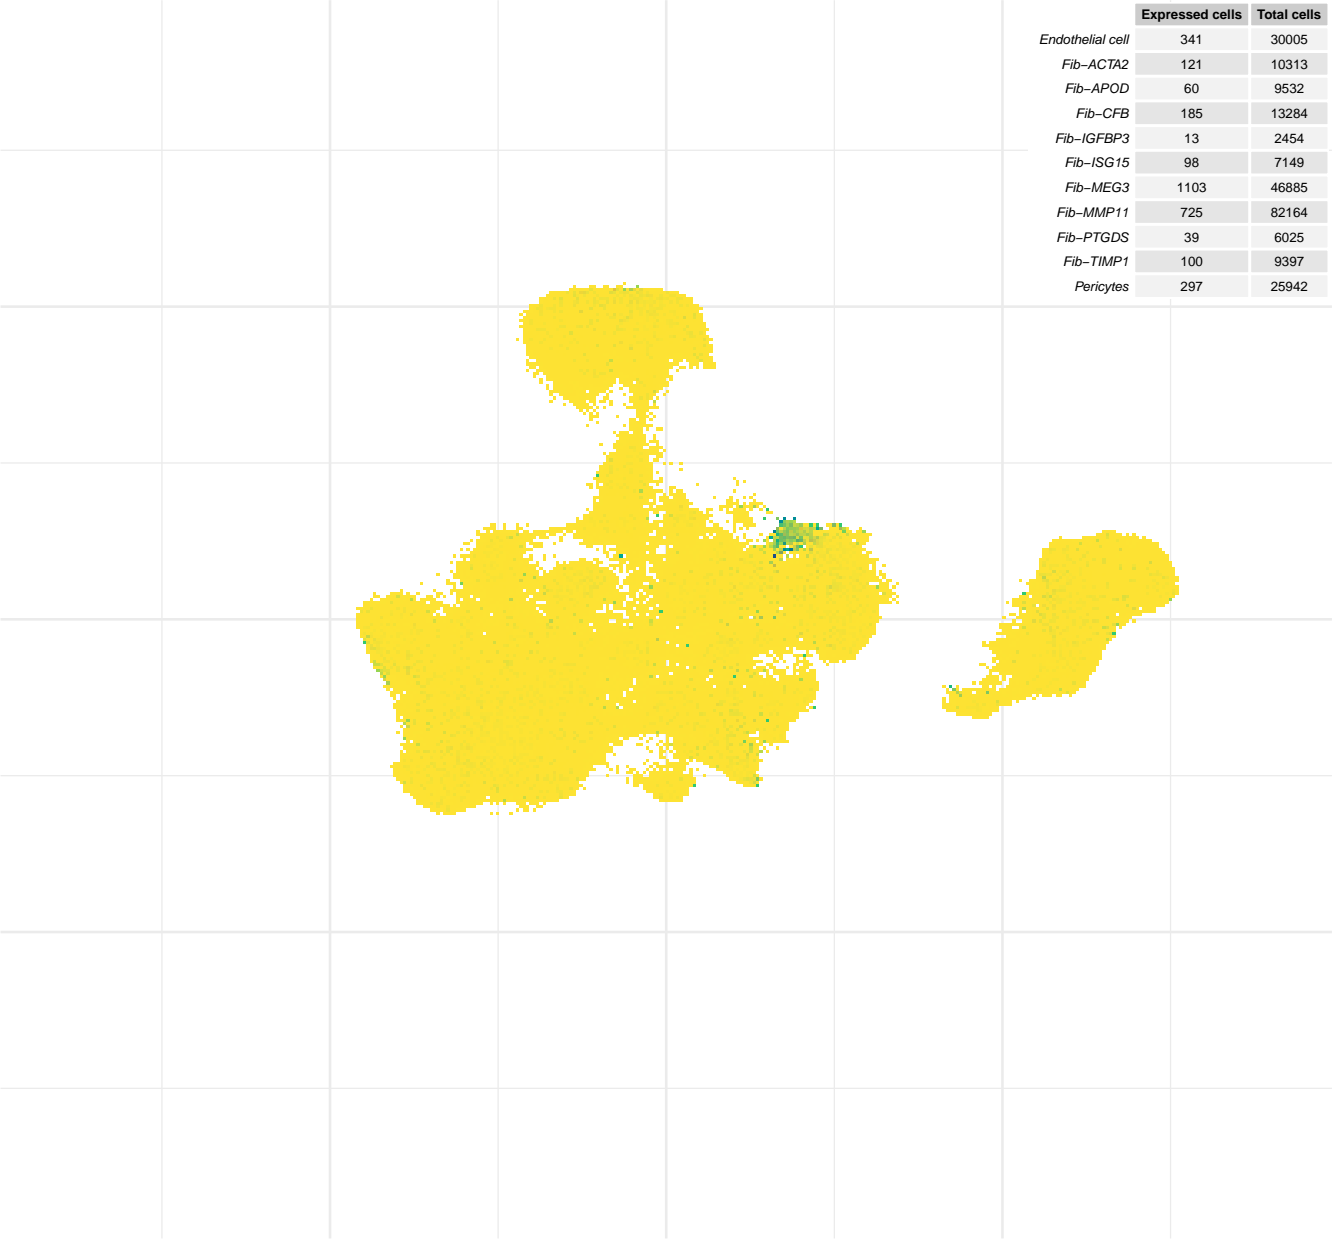 Expressed cells Total cells
Endothelial cell 341 30005
Fib−ACTA2 121 10313
Fib−APOD 60 9532
Fib−CFB 185 13284
Fib−IGFBP3 13 2454
Fib−ISG15 98 7149
Fib−MEG3 1103 46885
Fib−MMP11 725 82164
Fib−PTGDS 39 6025
Fib−TIMP1 100 9397
Pericytes 297 25942